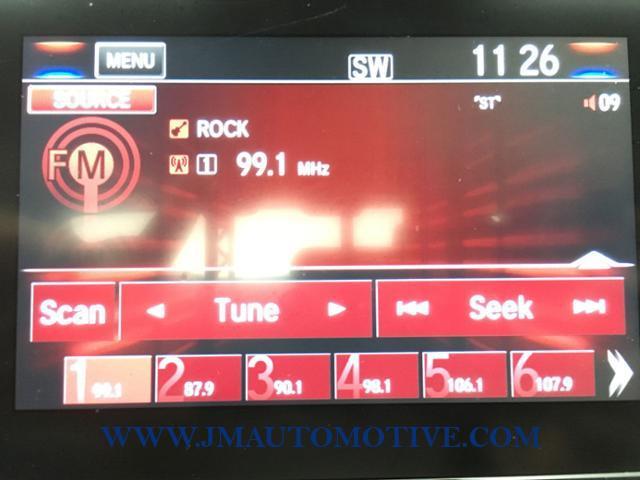 MENU SW 11 26
SOURCE "ST" 09
ROCK
FM 1 99.1 MHz
Scan Tune Seek
1 99.1 2 87.9 3 90.1 4 98.1 5 106.1 6 107.9
WWW.JMAUTOMOTIVE.COM